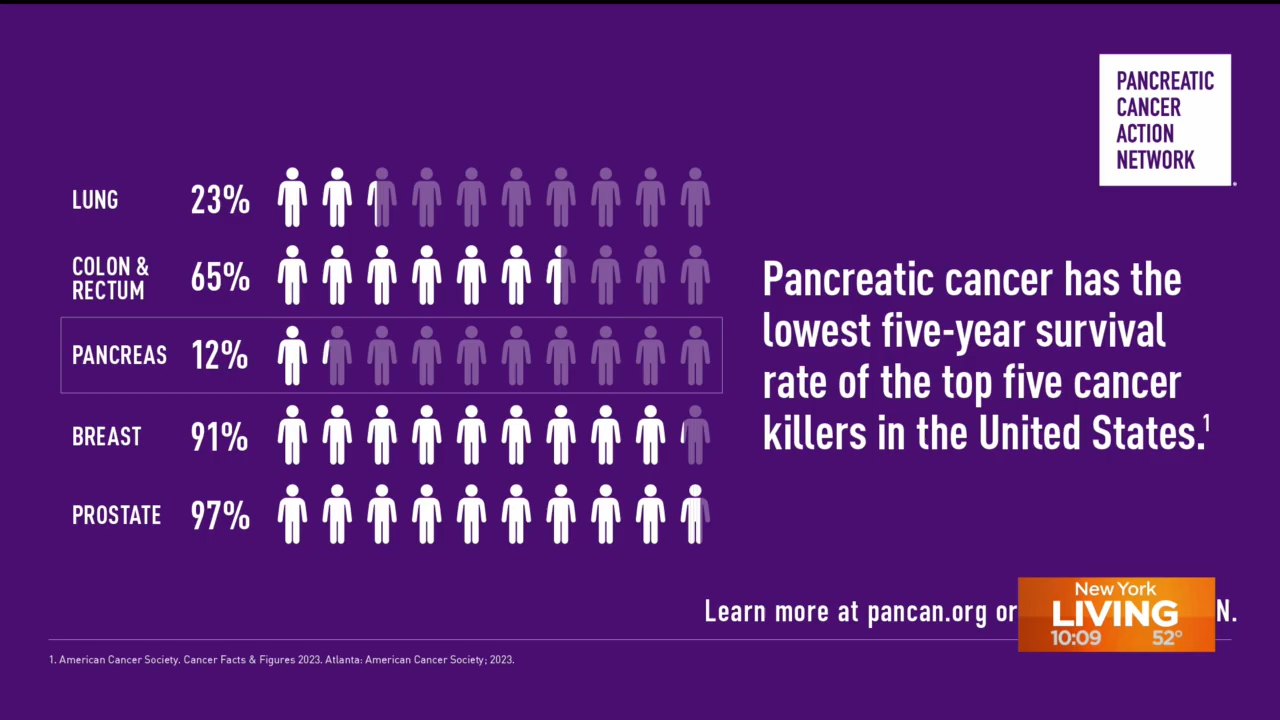 PANCREATIC
CANCER
ACTION
NETWORK
LUNG 23%
COLON &
RECTUM 65%
PANCREAS 12%
BREAST 91%
PROSTATE 97%
Pancreatic cancer has the
lowest five-year survival
rate of the top five cancer
killers in the United States.¹
Learn more at pancan.org or N.
New York
LIVING
10:09 52°
1. American Cancer Society. Cancer Facts & Figures 2023. Atlanta: American Cancer Society; 2023.